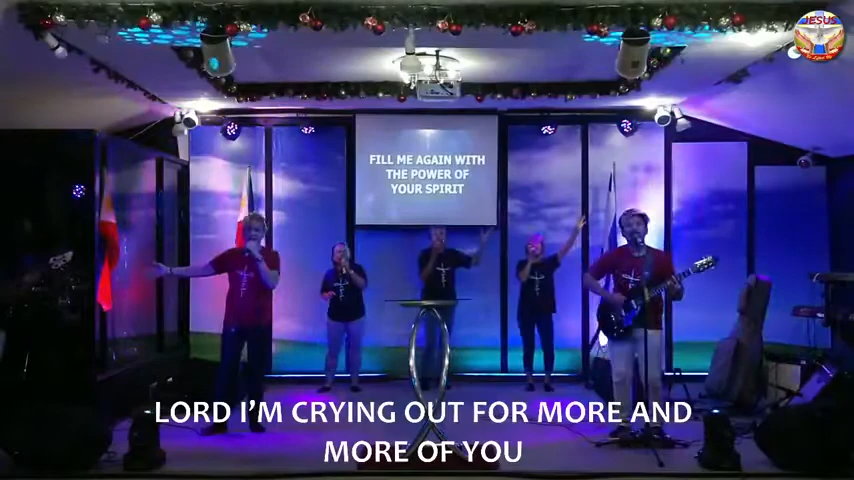 JESUS
FILL ME AGAIN WITH
THE POWER OF
YOUR SPIRIT
LORD I'M CRYING OUT FOR MORE AND
MORE OF YOU